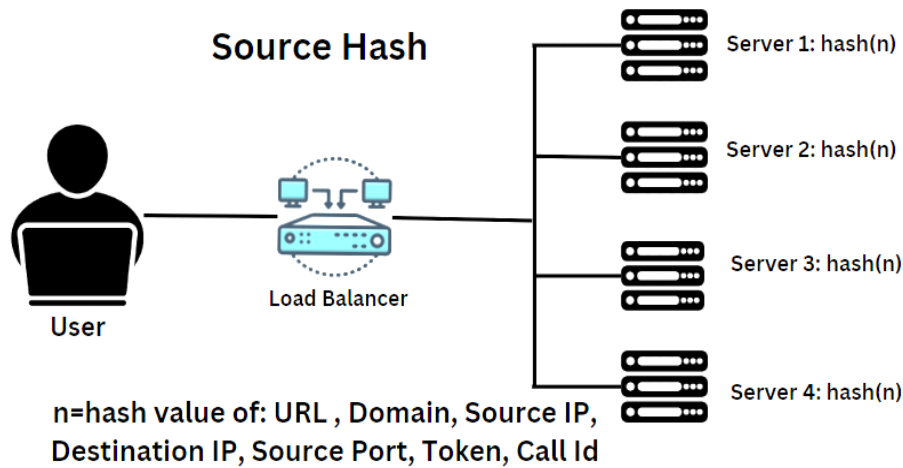 Source Hash
Server 1: hash(n)
Server 2: hash(n)
Server 3: hash(n)
Load Balancer
User
Server 4: hash(n)
n=hash value of: URL , Domain, Source IP,
Destination IP, Source Port, Token, Call Id